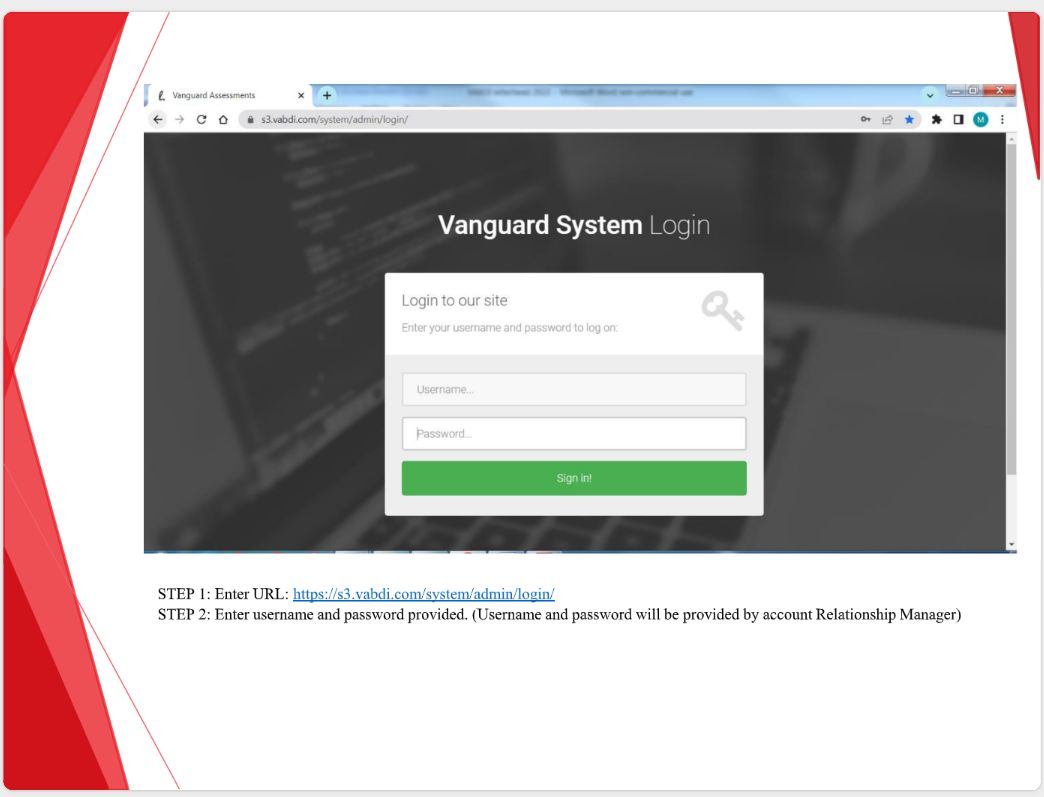 Vanguard Assessments
s3.vabdi.com/system/admin/login/
M
Vanguard System Login
Login to our site
Enter your username and password to log on:
Username...
Password...
Sign in!
STEP 1: Enter URL: https://s3.vabdi.com/system/admin/login/
STEP 2: Enter username and password provided. (Username and password will be provided by account Relationship Manager)